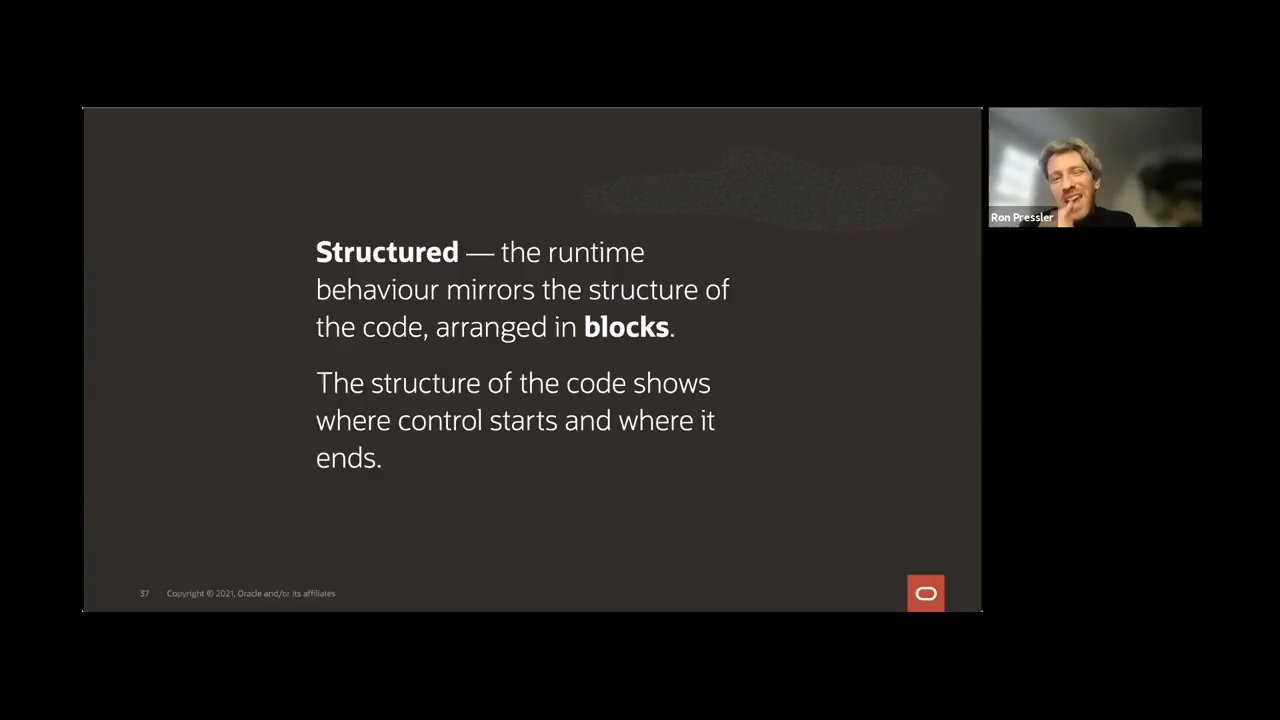 Structured — the runtime
behaviour mirrors the structure of
the code, arranged in blocks.
The structure of the code shows
where control starts and where it
ends.
37 Copyright © 2021, Oracle and/or its affiliates
Ron Pressler